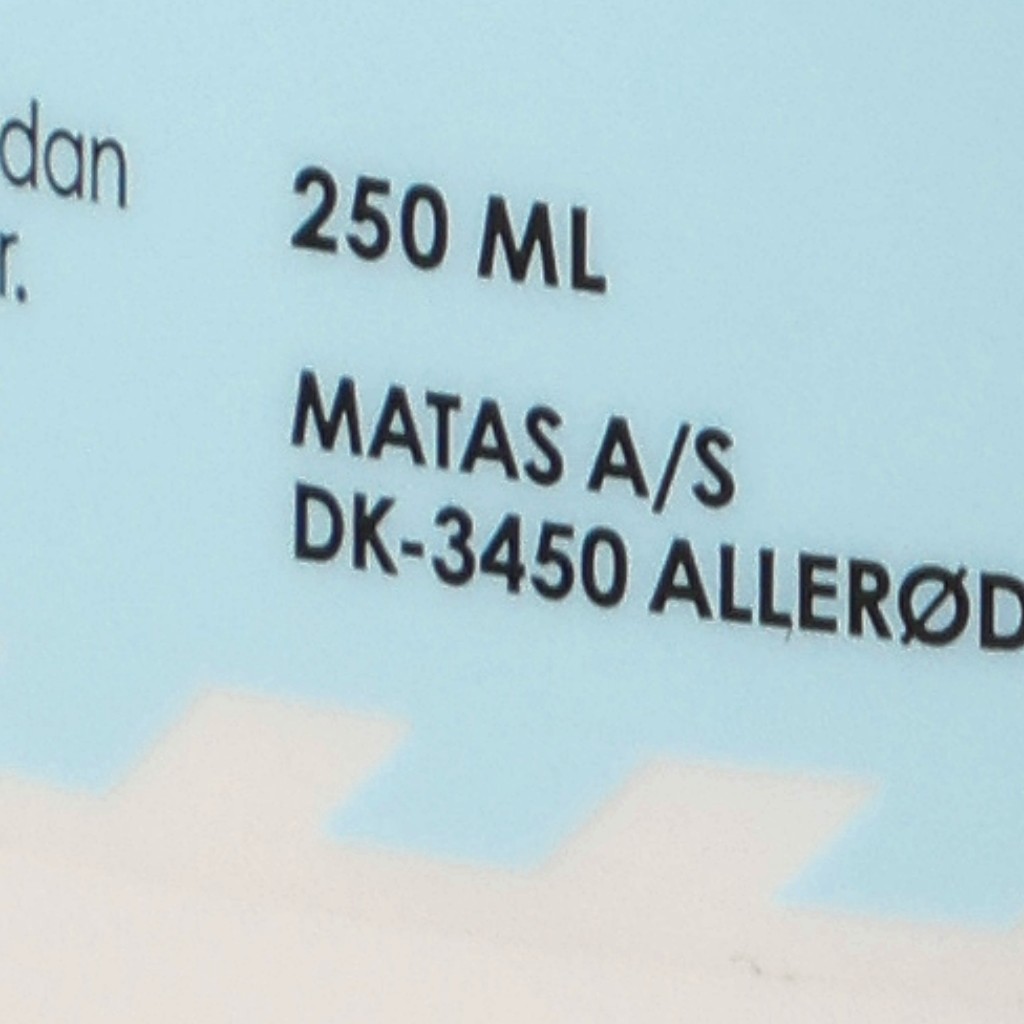 dan
r.
250 ML
MATAS A/S
DK-3450 ALLERØD